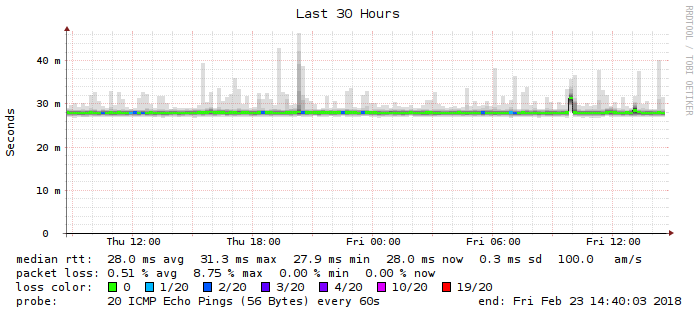 Last 30 Hours
RRDTOOL / TOBI OETIKER
Seconds
40 m
30 m
20 m
10 m
0
Thu 12:00 Thu 18:00 Fri 00:00 Fri 06:00 Fri 12:00
median rtt: 28.0 ms avg 31.3 ms max 27.9 ms min 28.0 ms now 0.3 ms sd 100.0 am/s
packet loss: 0.51 % avg 8.75 % max 0.00 % min 0.00 % now
loss color: 0 1/20 2/20 3/20 4/20 10/20 19/20
probe: 20 ICMP Echo Pings (56 Bytes) every 60s end: Fri Feb 23 14:40:03 2018